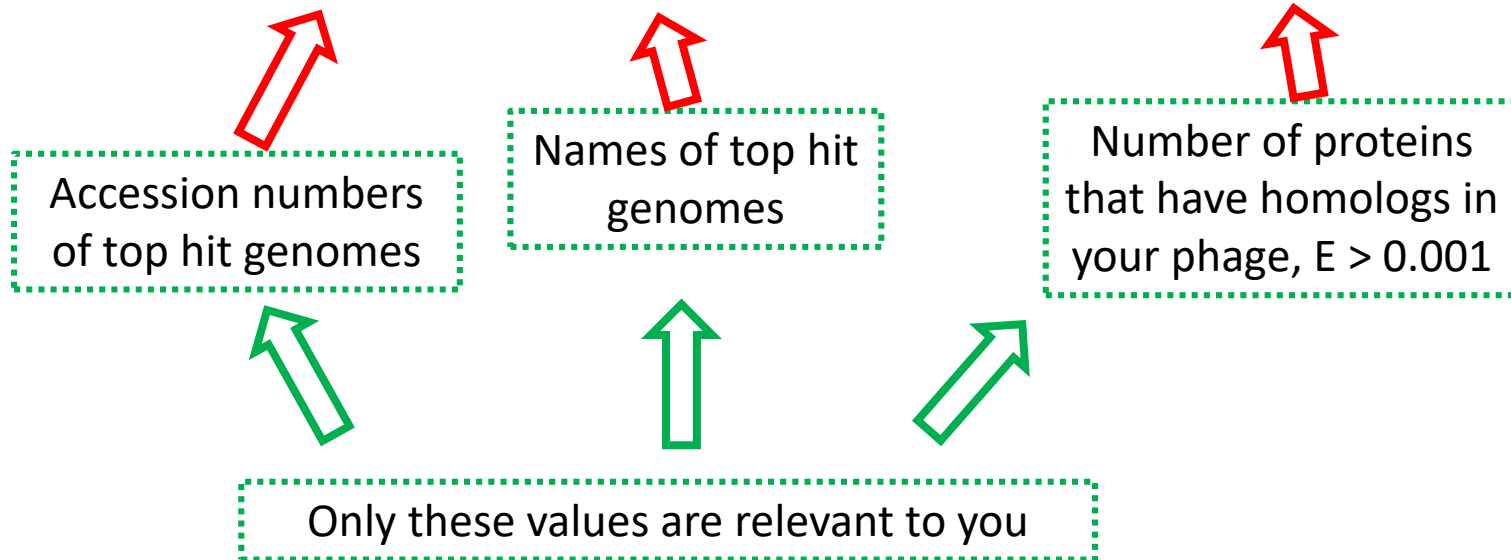 Accession numbers
of top hit genomes
Names of top hit
genomes
Number of proteins
that have homologs in
your phage, E > 0.001
Only these values are relevant to you